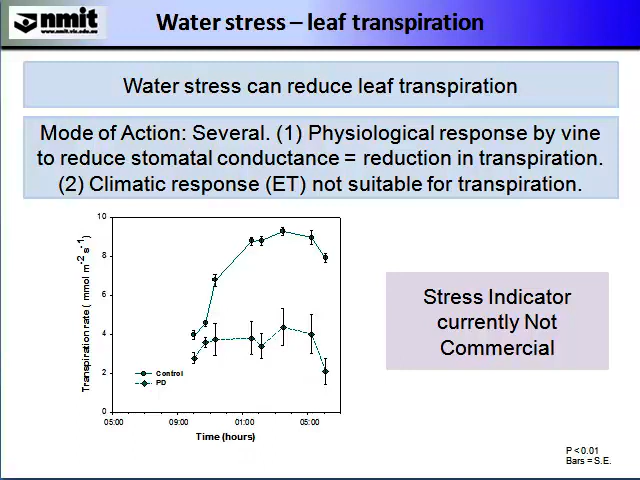 nmit
www.nmit.vic.edu.au
Water stress – leaf transpiration
Water stress can reduce leaf transpiration
Mode of Action: Several. (1) Physiological response by vine
to reduce stomatal conductance = reduction in transpiration.
(2) Climatic response (ET) not suitable for transpiration.
Transpiration rate ( mmol m-2 s-1)
10
8
6
4
2
0
Control
PD
05:00 09:00 01:00 05:00
Time (hours)
Stress Indicator
currently Not
Commercial
P < 0.01
Bars = S.E.